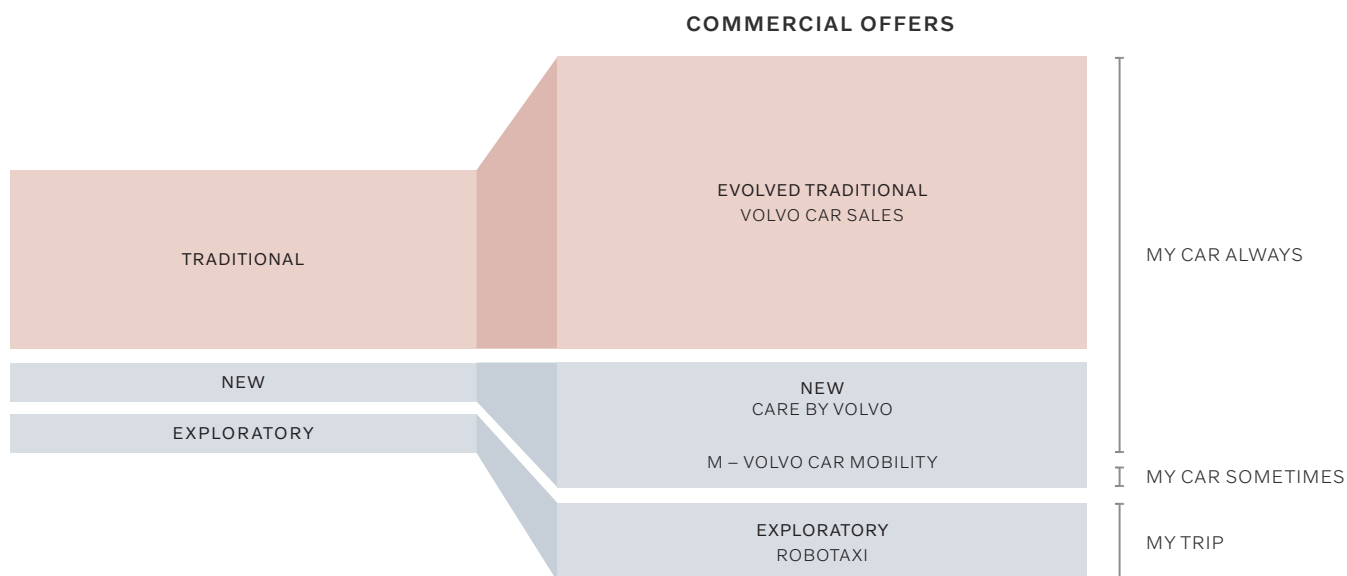 COMMERCIAL OFFERS
TRADITIONAL
NEW
EXPLORATORY
EVOLVED TRADITIONAL
VOLVO CAR SALES
NEW
CARE BY VOLVO
M – VOLVO CAR MOBILITY
EXPLORATORY
ROBOTAXI
MY CAR ALWAYS
MY CAR SOMETIMES
MY TRIP